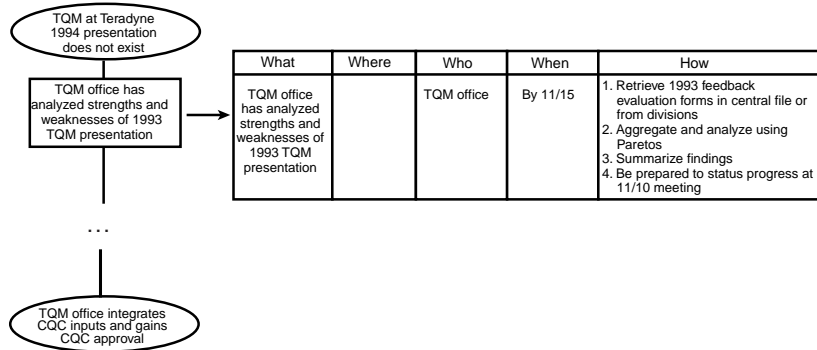 TQM at Teradyne
1994 presentation
does not exist
TQM office has
analyzed strengths and
weaknesses of 1993
TQM presentation
...
TQM office integrates
CQC inputs and gains
CQC approval
What
Where
Who
When
How
TQM office
has analyzed
strengths and
weaknesses of
1993 TQM
presentation
TQM office
By 11/15
1. Retrieve 1993 feedback
evaluation forms in central file or
from divisions
2. Aggregate and analyze using
Paretos
3. Summarize findings
4. Be prepared to status progress at
11/10 meeting